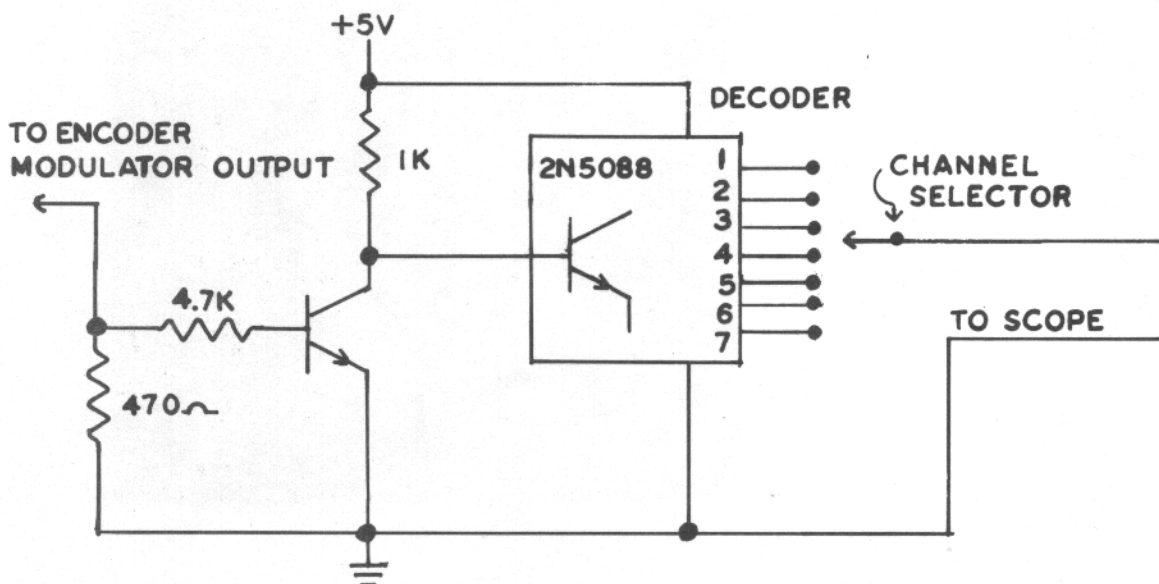 +5V
DECODER
TO ENCODER
MODULATOR OUTPUT
1K
2N5088
1
2
3
4
5
6
7
CHANNEL
SELECTOR
4.7K
TO SCOPE
470Ω